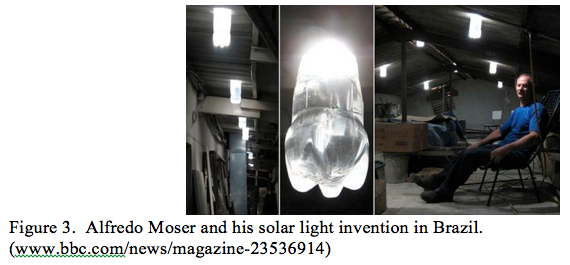 Figure 3.  Alfredo Moser and his solar light invention in Brazil.
(www.bbc.com/news/magazine-23536914)